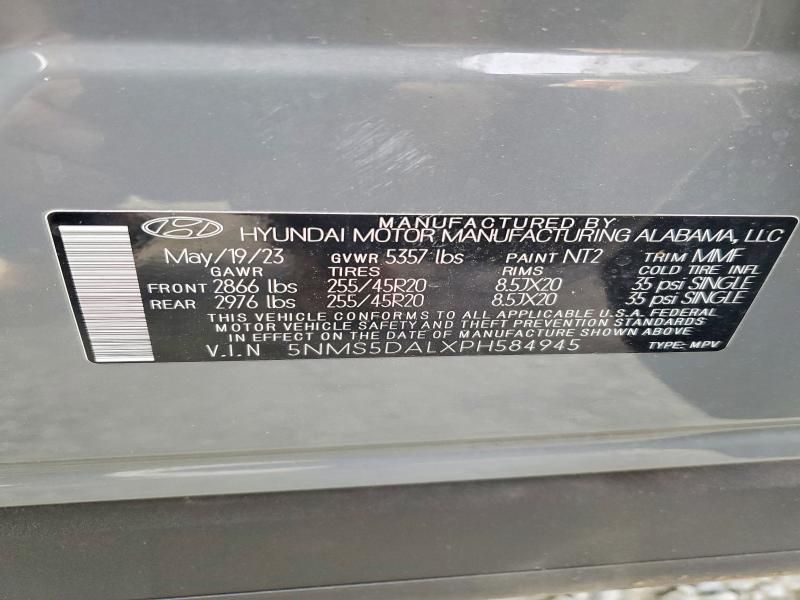 MANUFACTURED BY
HYUNDAI MOTOR MANUFACTURING ALABAMA, LLC
May/19/23 GVWR 5357 lbs PAINT NT2 TRIM MMF
GAWR TIRES RIMS COLD TIRE INFL
FRONT 2866 lbs 255/45R20 8.5JX20 35 psi SINGLE
REAR 2976 lbs 255/45R20 8.5JX20 35 psi SINGLE
THIS VEHICLE CONFORMS TO ALL APPLICABLE U.S.A. FEDERAL
MOTOR VEHICLE SAFETY AND THEFT PREVENTION STANDARDS
IN EFFECT ON THE DATE OF MANUFACTURE SHOWN ABOVE.
V.I.N 5NMS5DALXPH584945 TYPE: MPV